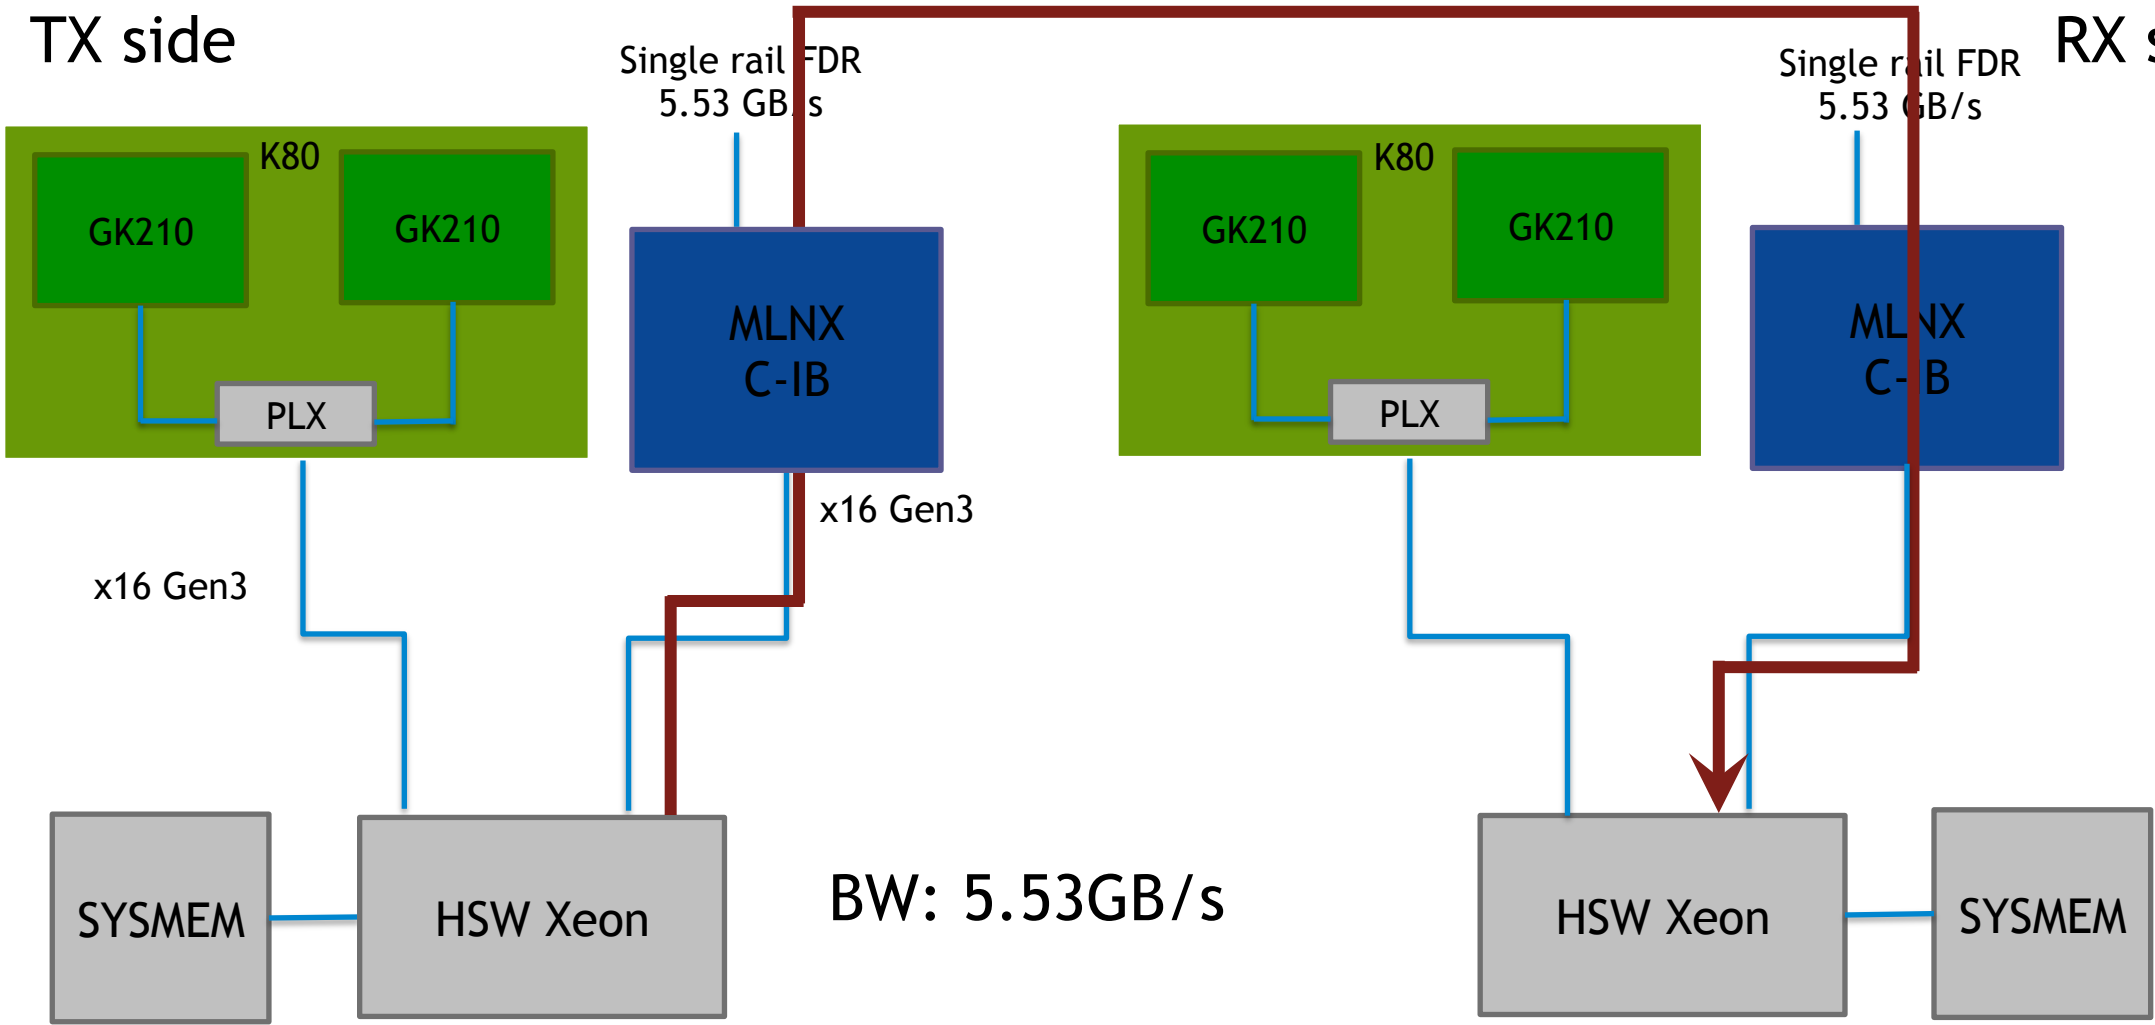 TX side
RX s
Single rail FDR
5.53 GB/s
Single rail FDR
5.53 GB/s
K80
GK210
GK210
PLX
MLNX
C-IB
K80
GK210
GK210
PLX
MLNX
C-IB
x16 Gen3
x16 Gen3
SYSMEM
HSW Xeon
BW: 5.53GB/s
HSW Xeon
SYSMEM